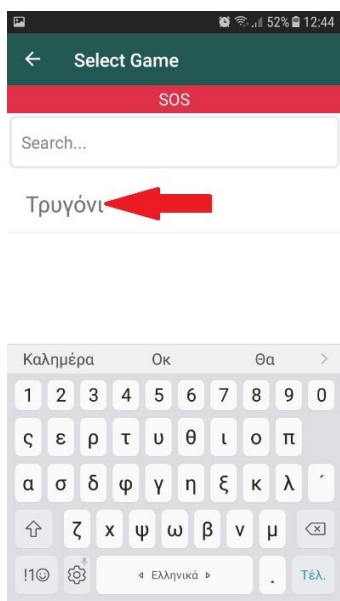 52% 12:44
Select Game
SOS
Search...
Τρυγόνι
Καλημέρα Οκ Θα
1 2 3 4 5 6 7 8 9 0
ς ε ρ τ υ θ ι ο π
α σ δ φ γ η ξ κ λ ΄
ζ χ ψ ω β ν μ
!1☺ Ελληνικά . Τέλ.